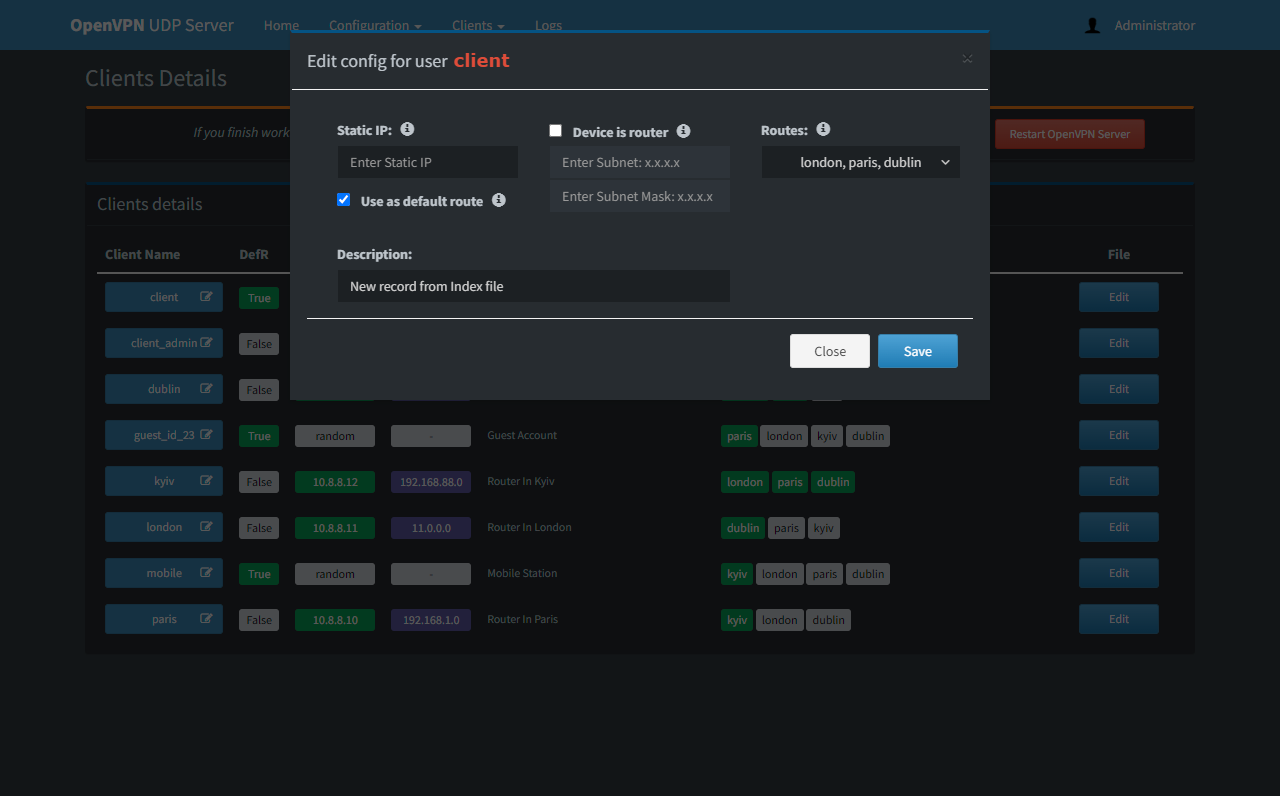 OpenVPN UDP Server Home Configuration Clients Logs Administrator
Edit config for user client ×
Clients Details
If you finish work
Restart OpenVPN Server
Static IP: Device is router Routes:
Enter Static IP Enter Subnet: x.x.x.x london, paris, dublin
Use as default route Enter Subnet Mask: x.x.x.x
Clients details
Description:
New record from Index file
Close Save
Client Name DefR File
client True Edit
client_admin False Edit
dublin False Edit
guest_id_23 True random - Guest Account paris london kyiv dublin Edit
kyiv False 10.8.8.12 192.168.88.0 Router In Kyiv london paris dublin Edit
london False 10.8.8.11 11.0.0.0 Router In London dublin paris kyiv Edit
mobile True random - Mobile Station kyiv london paris dublin Edit
paris False 10.8.8.10 192.168.1.0 Router In Paris kyiv london dublin Edit